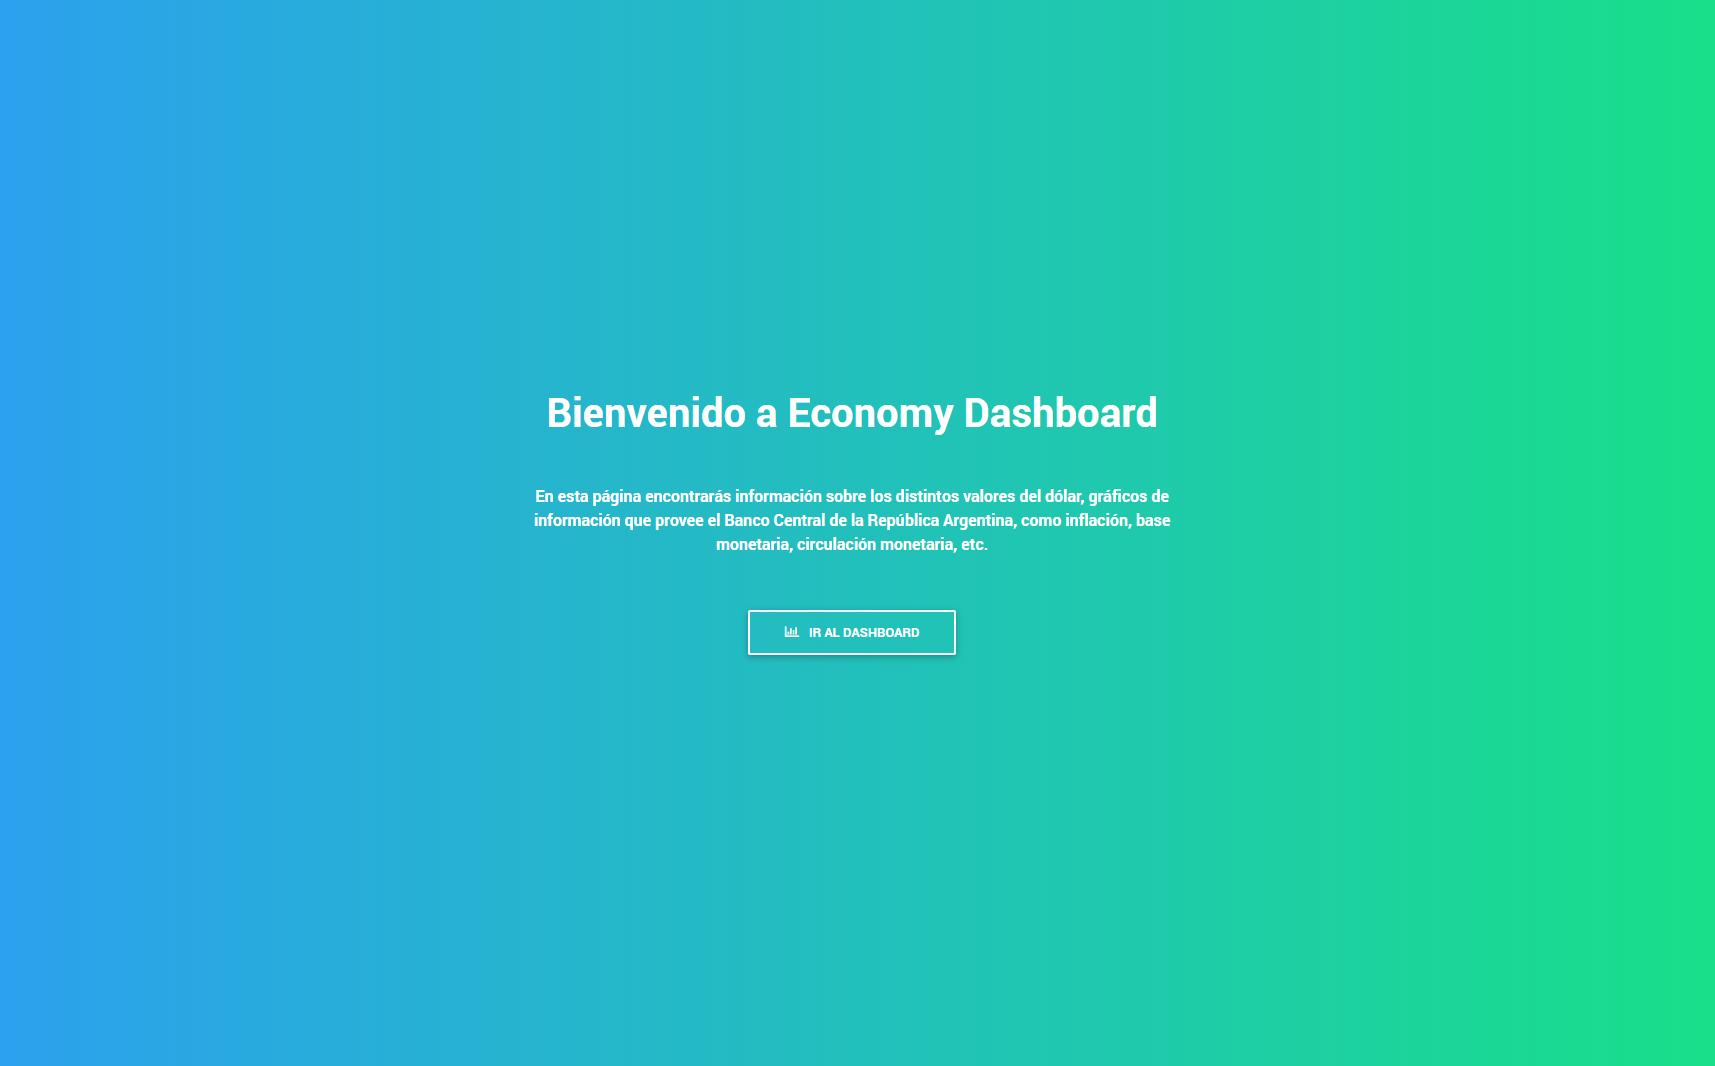 Bienvenido a Economy Dashboard
En esta página encontrarás información sobre los distintos valores del dólar, gráficos de
información que provee el Banco Central de la República Argentina, como inflación, base
monetaria, circulación monetaria, etc.
IR AL DASHBOARD